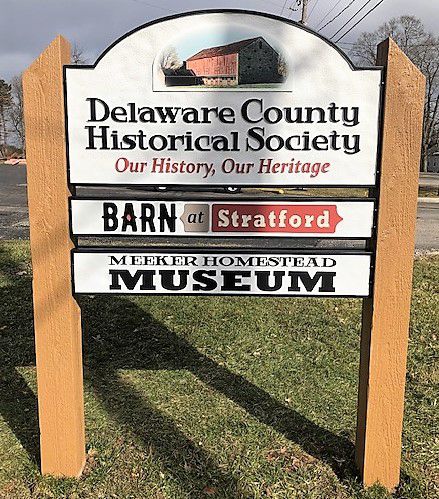 Delaware County
Historical Society
Our History, Our Heritage
BARN at Stratford
MEEKER HOMESTEAD
MUSEUM